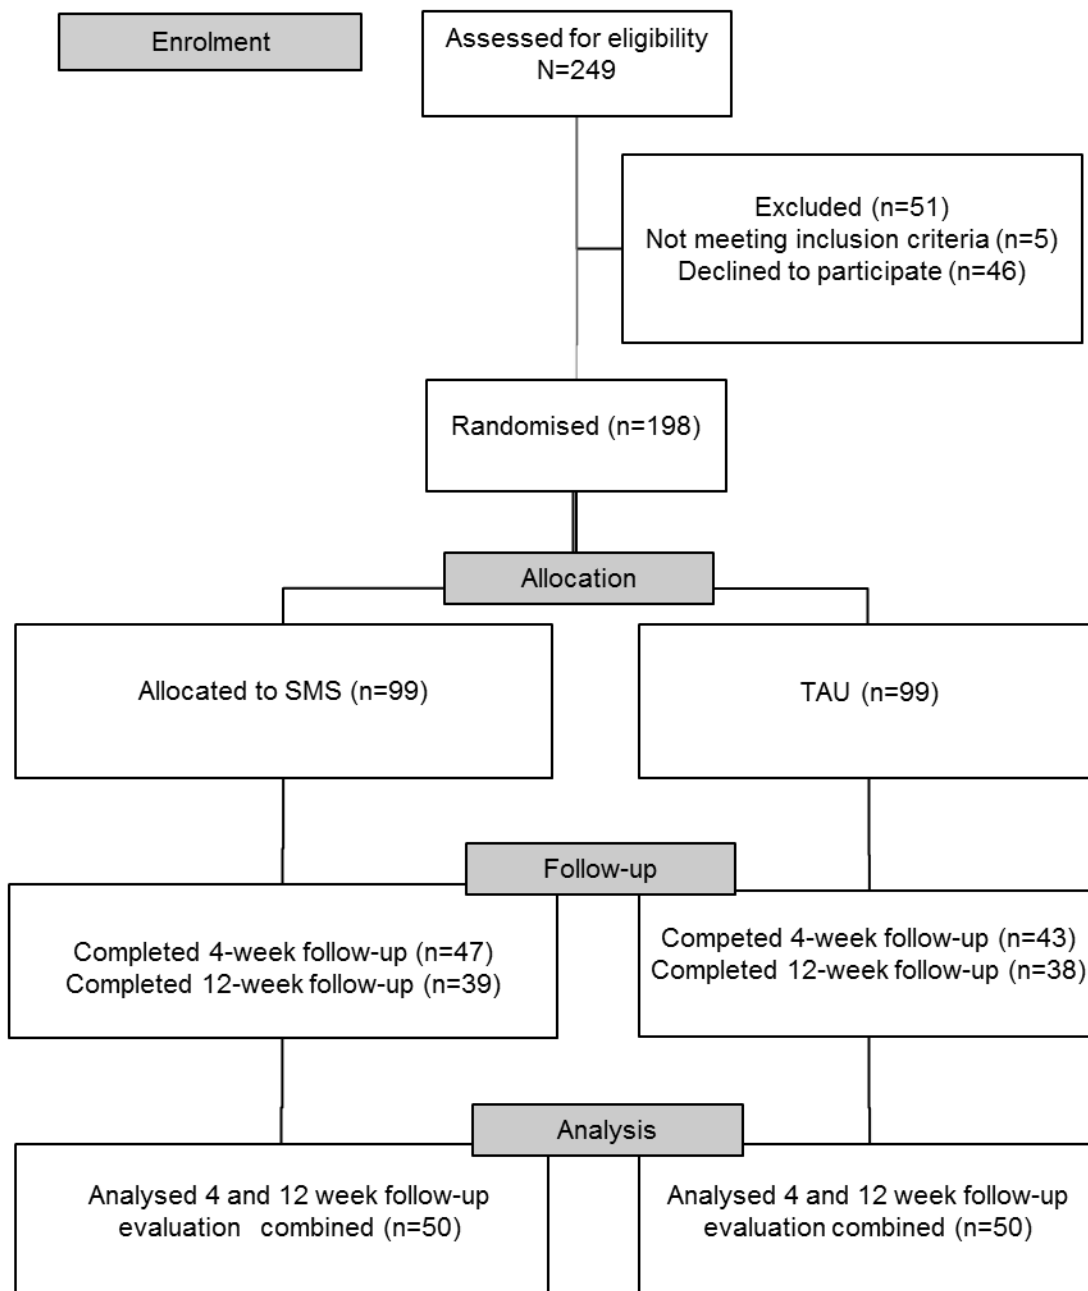 Enrolment
Assessed for eligibility
N=249
Excluded (n=51)
Not meeting inclusion criteria (n=5)
Declined to participate (n=46)
Randomised (n=198)
Allocation
Allocated to SMS (n=99)
TAU (n=99)
Follow-up
Completed 4-week follow-up (n=47)
Completed 12-week follow-up (n=39)
Competed 4-week follow-up (n=43)
Completed 12-week follow-up (n=38)
Analysis
Analysed 4 and 12 week follow-up
evaluation combined (n=50)
Analysed 4 and 12 week follow-up
evaluation combined (n=50)